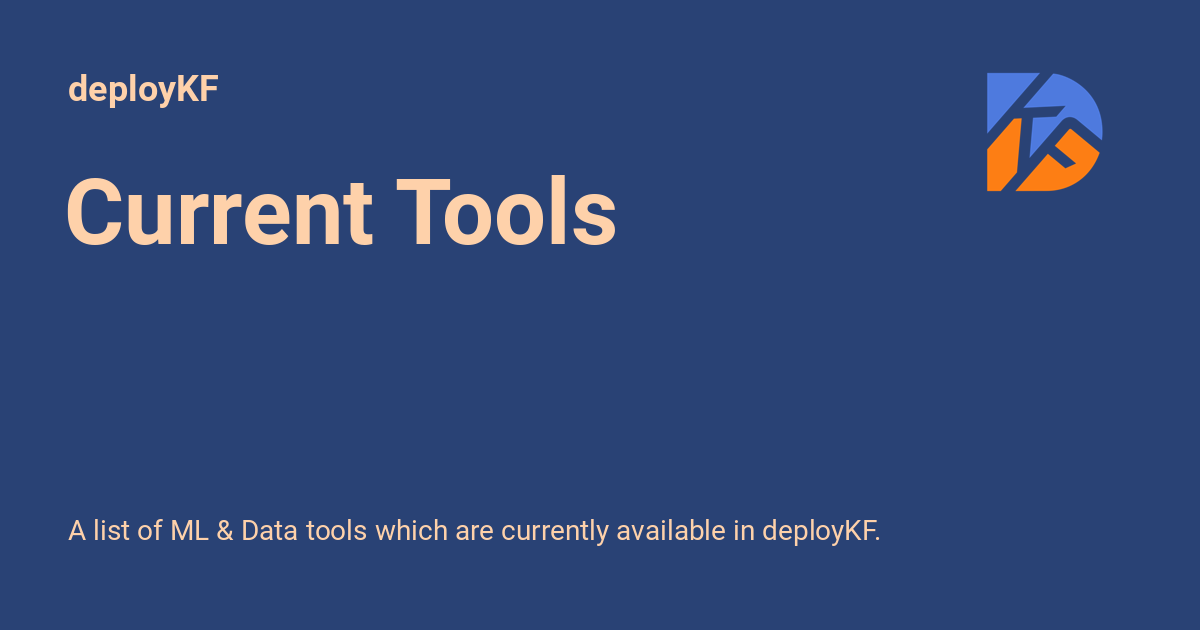 deployKF
Current Tools
A list of ML & Data tools which are currently available in deployKF.